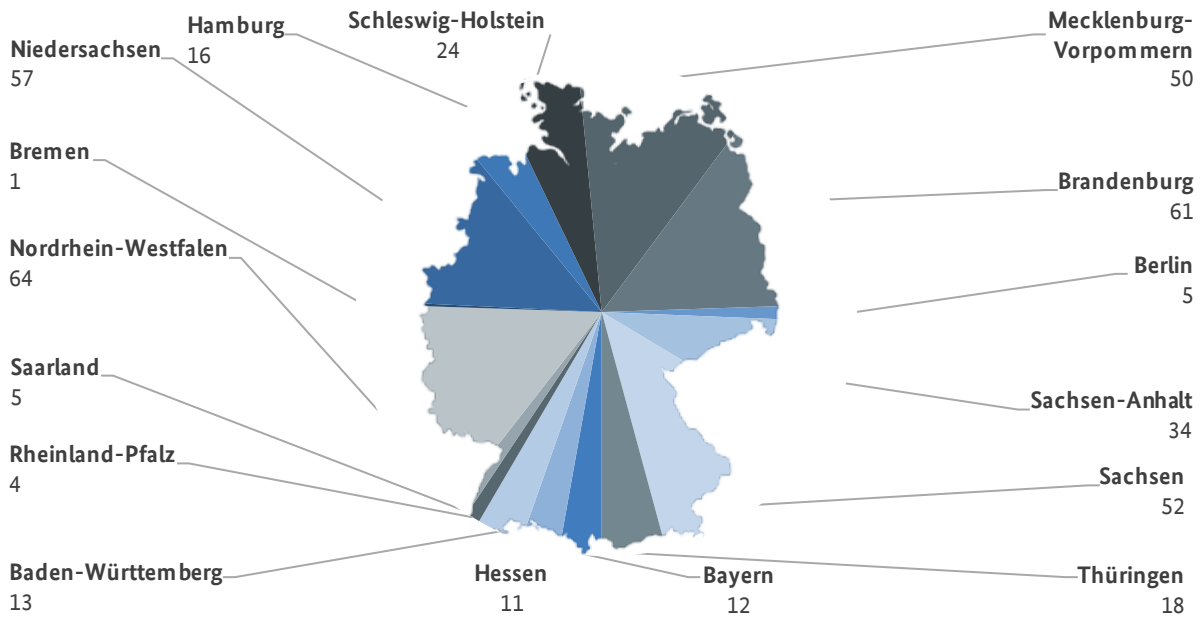 Schleswig-Holstein
24
Mecklenburg-
Vorpommern
50
Hamburg
16
Niedersachsen
57
Bremen
1
Brandenburg
61
Nordrhein-Westfalen
64
Berlin
5
Saarland
5
Sachsen-Anhalt
34
Rheinland-Pfalz
4
Sachsen
52
Baden-Württemberg
13
Hessen
11
Bayern
12
Thüringen
18